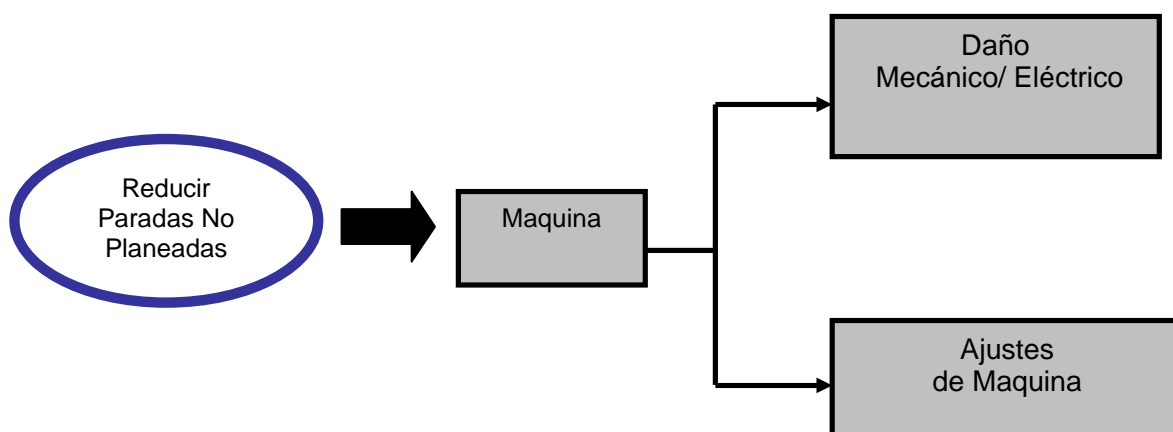 Reducir
Paradas No
Planeadas
Maquina
Daño
Mecánico/ Eléctrico
Ajustes
de Maquina